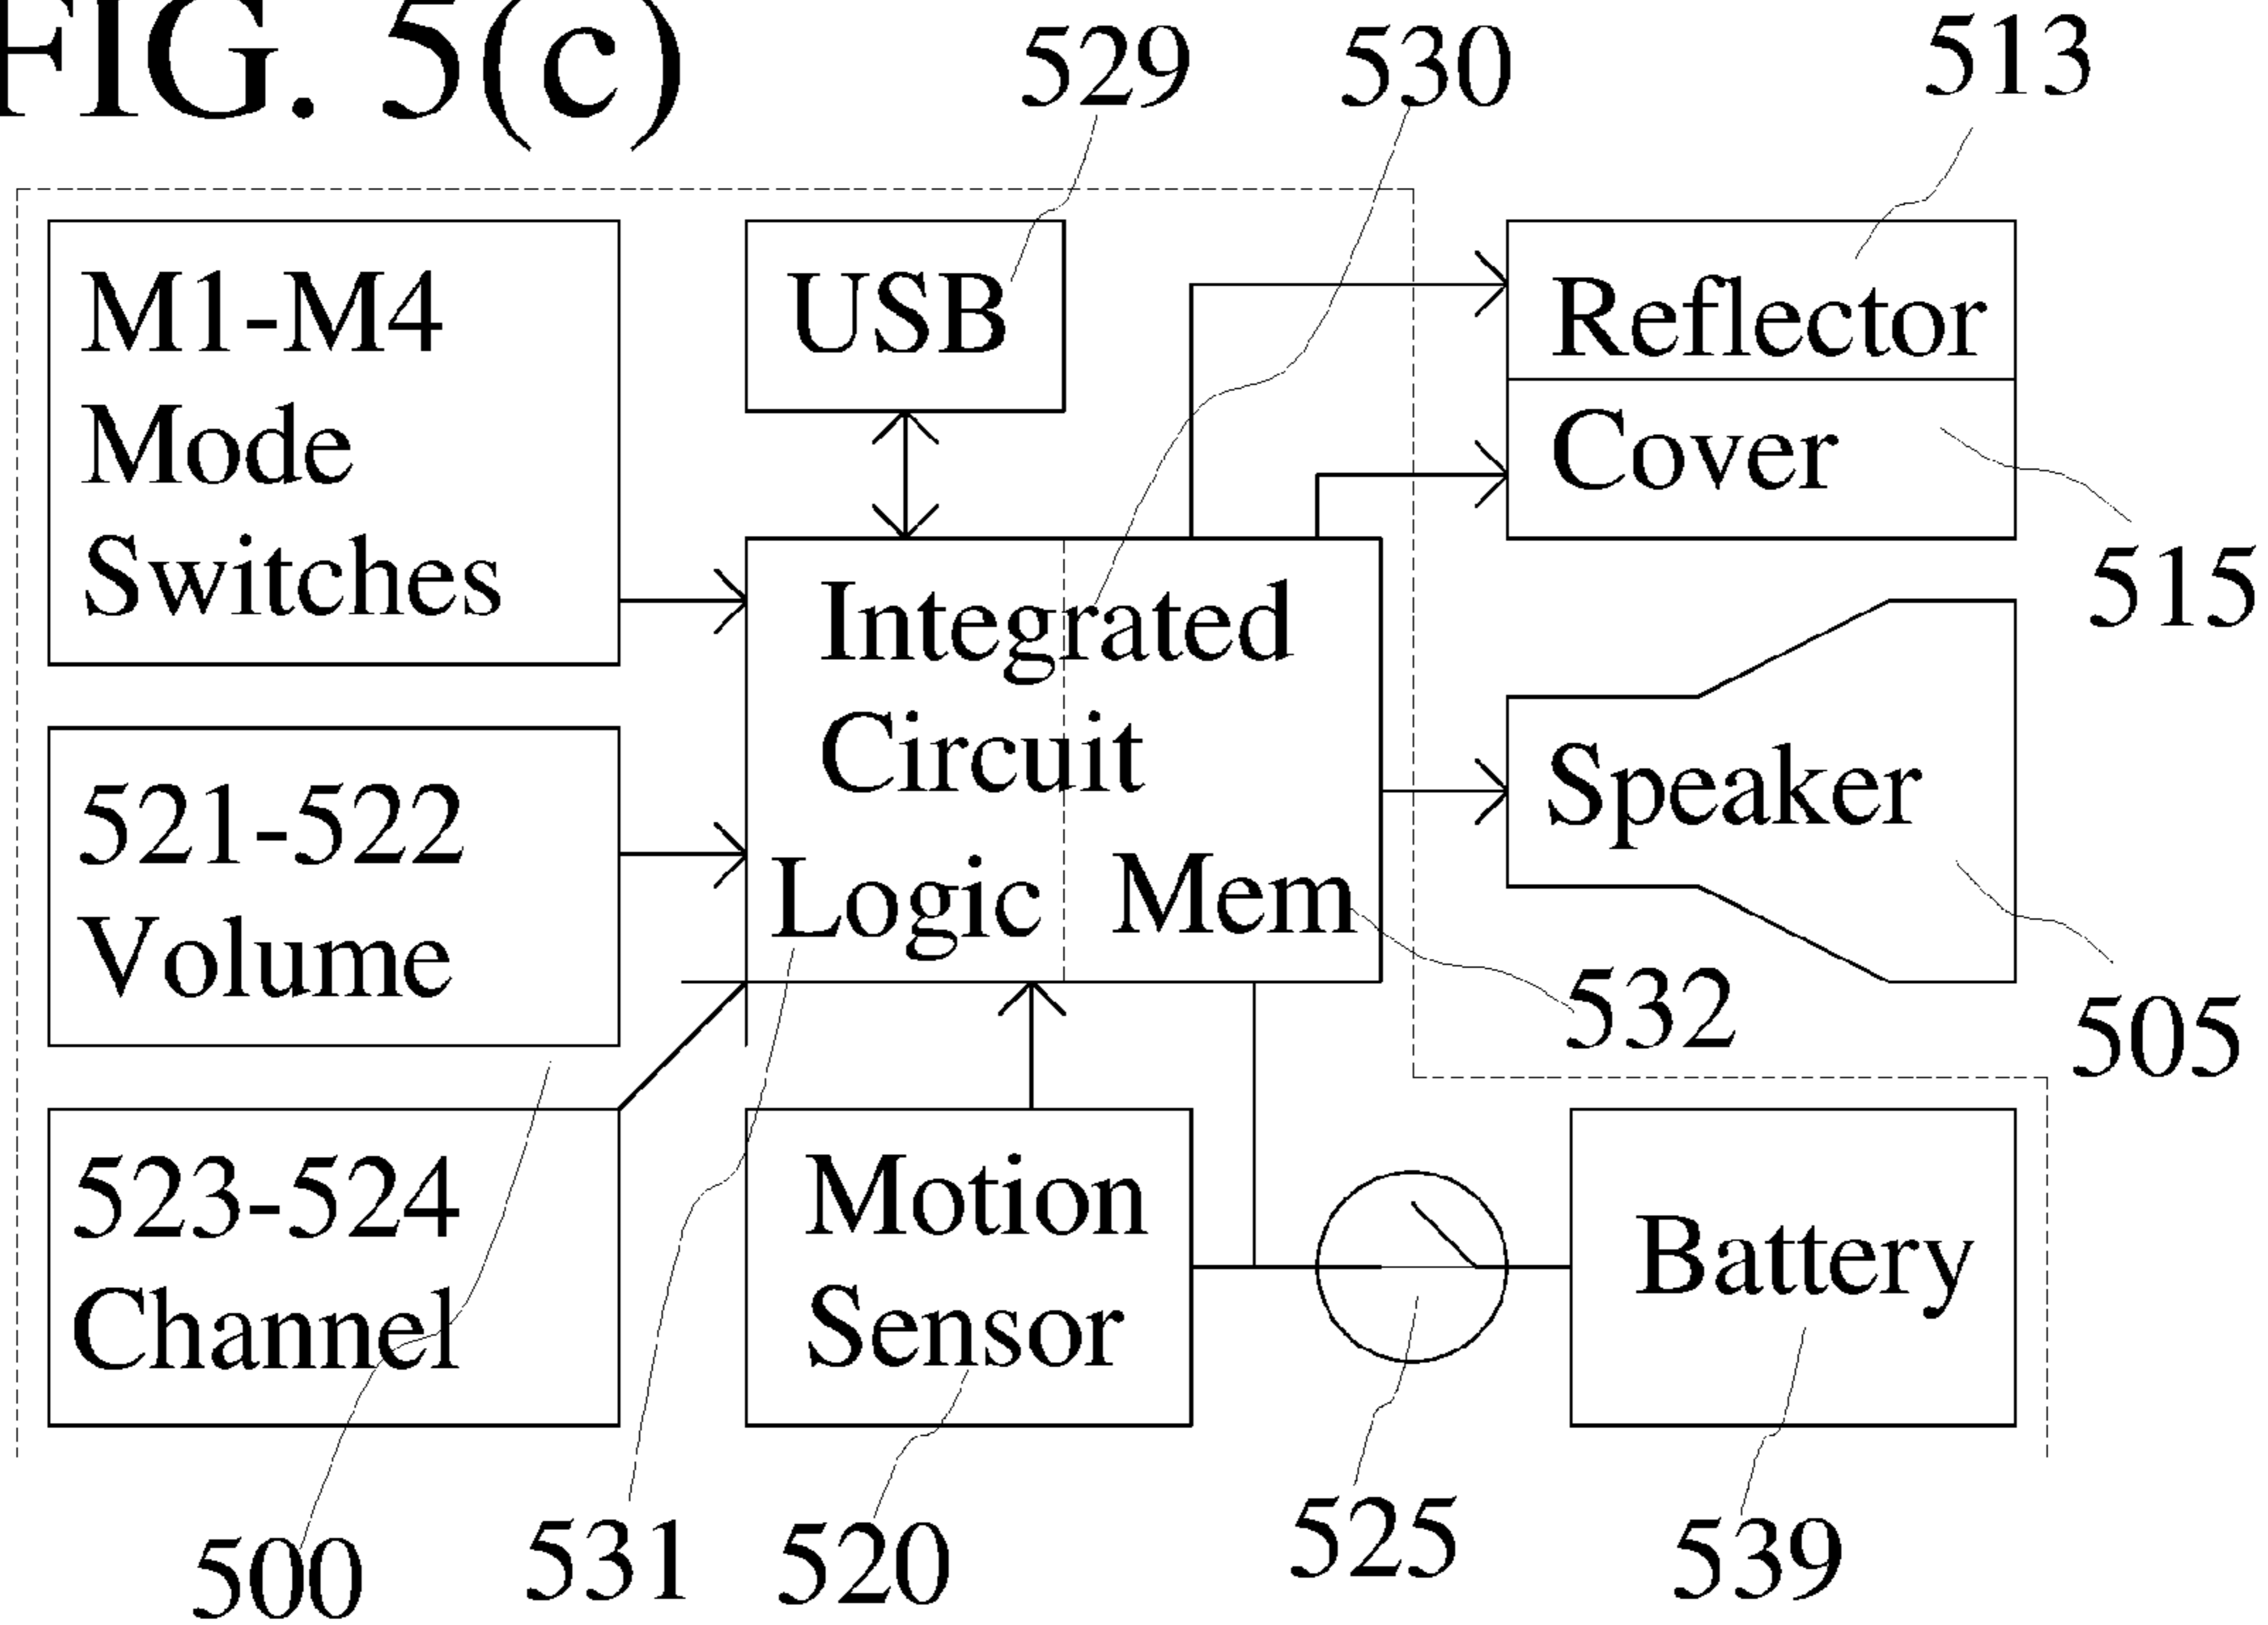 FIG. 5(c)
529
530
513
M1-M4
Mode
Switches
USB
Reflector
Cover
515
Integrated
Circuit
Logic Mem
521-522
Volume
Speaker
532
505
523-524
Channel
Motion
Sensor
Battery
500
531
520
525
539